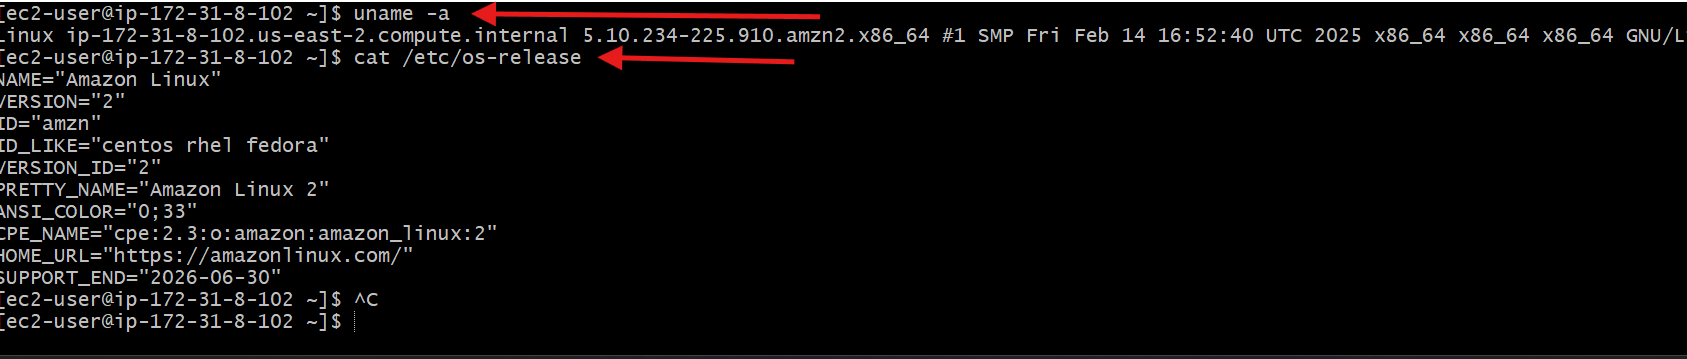 [ec2-user@ip-172-31-8-102 ~]$ uname -a
Linux ip-172-31-8-102.us-east-2.compute.internal 5.10.234-225.910.amzn2.x86_64 #1 SMP Fri Feb 14 16:52:40 UTC 2025 x86_64 x86_64 x86_64 GNU/L
[ec2-user@ip-172-31-8-102 ~]$ cat /etc/os-release
NAME="Amazon Linux"
VERSION="2"
ID="amzn"
ID_LIKE="centos rhel fedora"
VERSION_ID="2"
PRETTY_NAME="Amazon Linux 2"
ANSI_COLOR="0;33"
CPE_NAME="cpe:2.3:o:amazon:amazon_linux:2"
HOME_URL="https://amazonlinux.com/"
SUPPORT_END="2026-06-30"
[ec2-user@ip-172-31-8-102 ~]$ ^C
[ec2-user@ip-172-31-8-102 ~]$